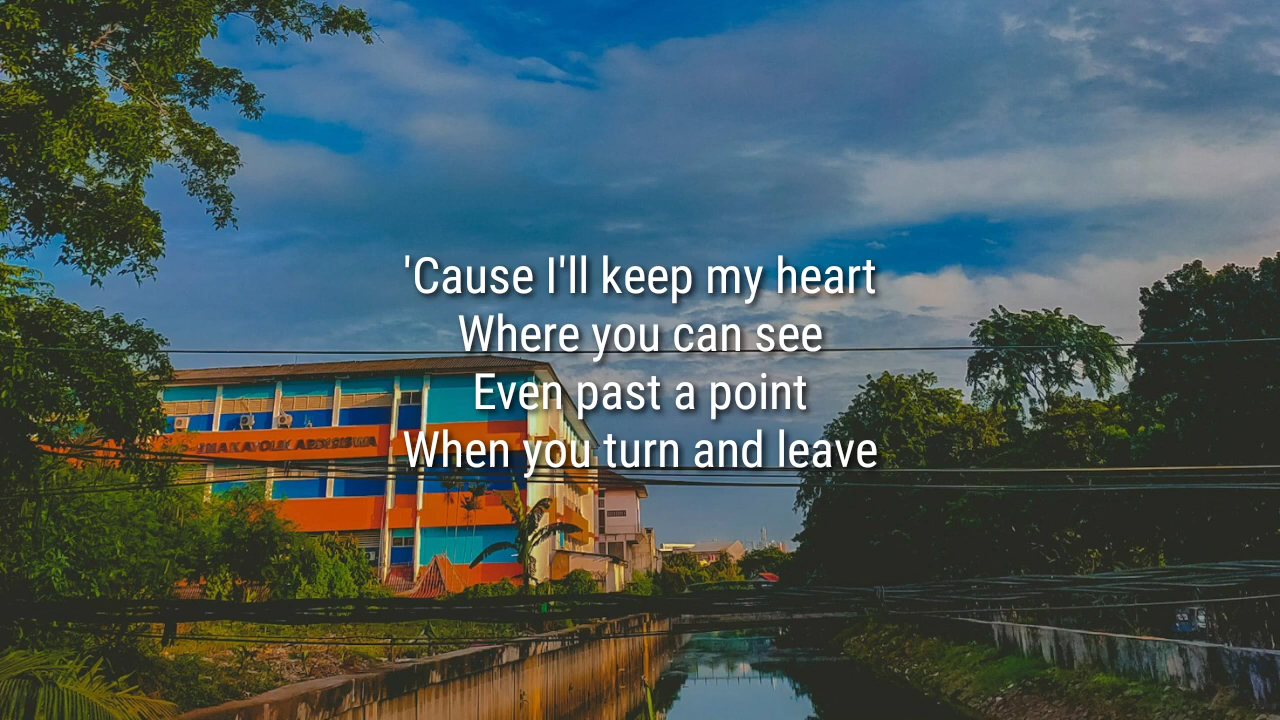 'Cause I'll keep my heart
Where you can see
Even past a point
When you turn and leave